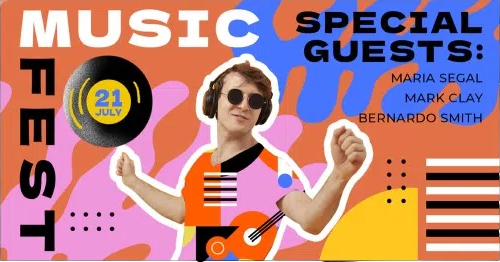 MUSIC
FEST
21
JULY
SPECIAL
GUESTS:
MARIA SEGAL
MARK CLAY
BERNARDO SMITH